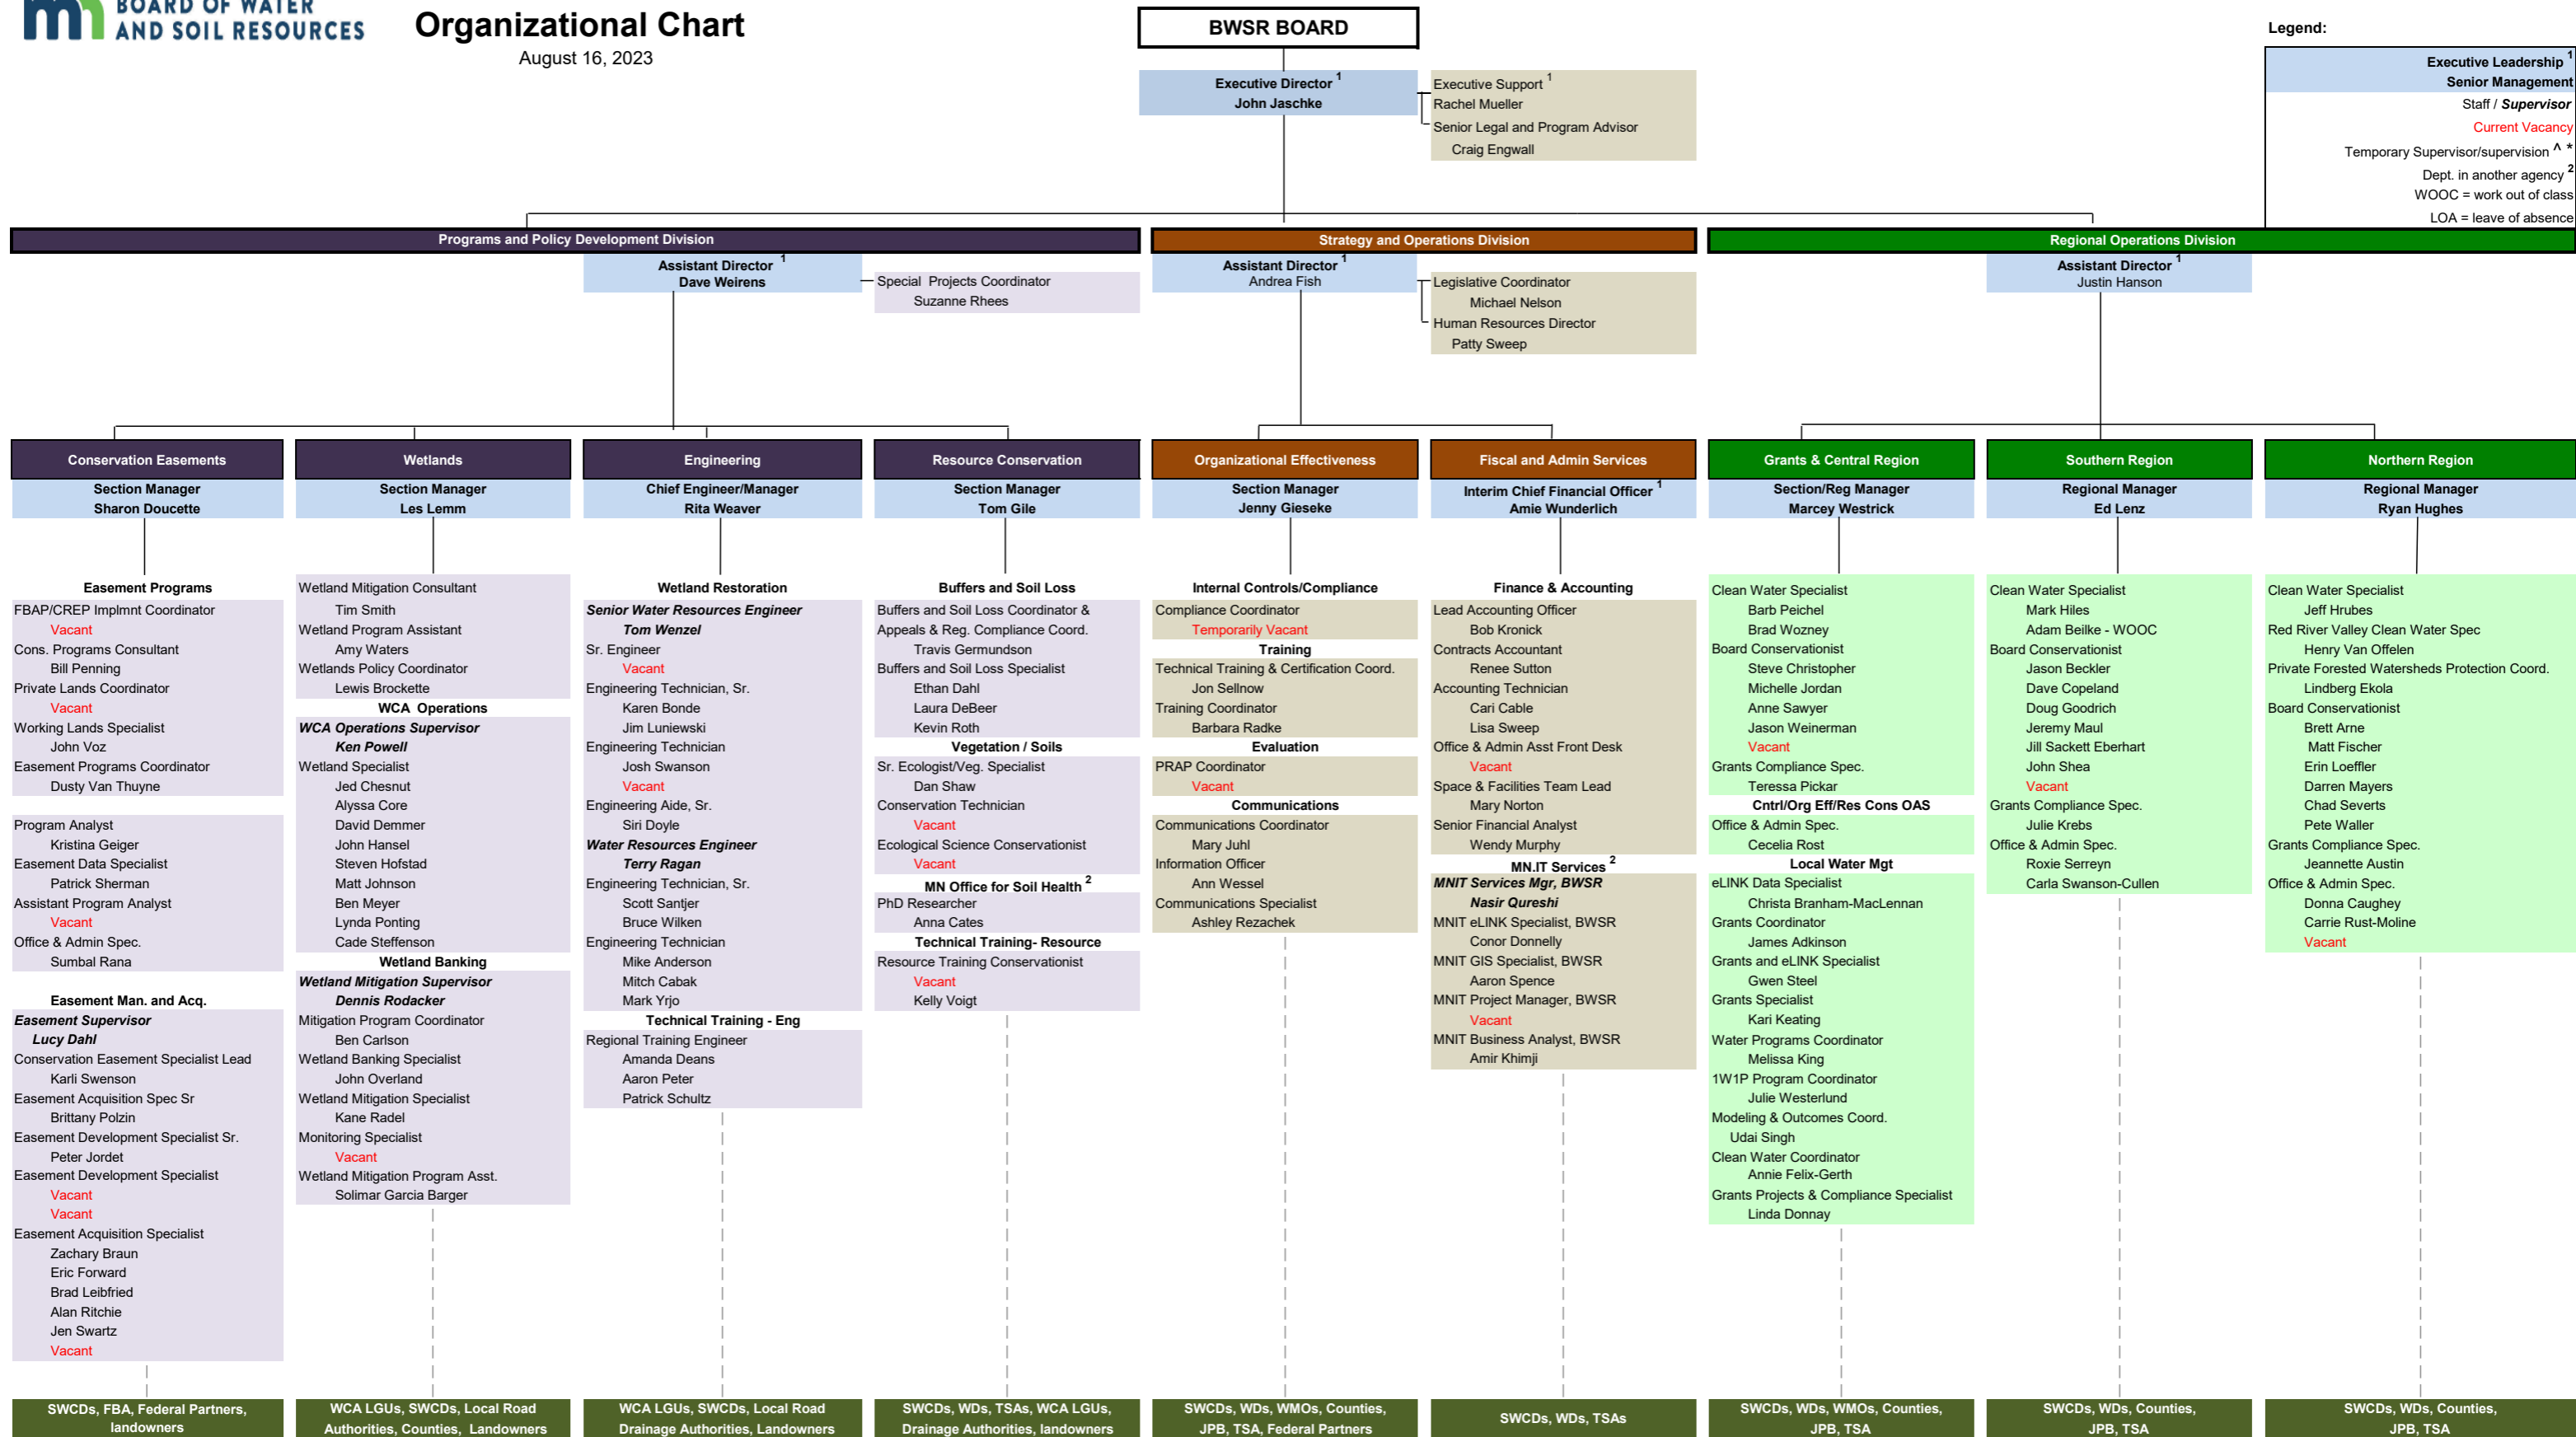 BOARD OF WATER
AND SOIL RESOURCES
Organizational Chart
August 16, 2023
BWSR BOARD
Executive Director 1
John Jaschke
Executive Support 1
Rachel Mueller
Senior Legal and Program Advisor
Craig Engwall
Legend:
Executive Leadership 1
Senior Management
Staff / Supervisor
Current Vacancy
Temporary Supervisor/supervision ^ *
Dept. in another agency 2
WOOC = work out of class
LOA = leave of absence
Programs and Policy Development Division
Assistant Director 1
Dave Weirens
Special Projects Coordinator
Suzanne Rhees
Strategy and Operations Division
Assistant Director 1
Andrea Fish
Legislative Coordinator
Michael Nelson
Human Resources Director
Patty Sweep
Regional Operations Division
Assistant Director 1
Justin Hanson
Conservation Easements
Section Manager
Sharon Doucette
Easement Programs
FBAP/CREP Implmnt Coordinator
Vacant
Cons. Programs Consultant
Bill Penning
Private Lands Coordinator
Vacant
Working Lands Specialist
John Voz
Easement Programs Coordinator
Dusty Van Thuyne
Program Analyst
Kristina Geiger
Easement Data Specialist
Patrick Sherman
Assistant Program Analyst
Vacant
Office & Admin Spec.
Sumbal Rana
Easement Man. and Acq.
Easement Supervisor
Lucy Dahl
Conservation Easement Specialist Lead
Karli Swenson
Easement Acquisition Spec Sr
Brittany Polzin
Easement Development Specialist Sr.
Peter Jordet
Easement Development Specialist
Vacant
Vacant
Easement Acquisition Specialist
Zachary Braun
Eric Forward
Brad Leibfried
Alan Ritchie
Jen Swartz
Vacant
SWCDs, FBA, Federal Partners,
landowners
Wetlands
Section Manager
Les Lemm
Wetland Mitigation Consultant
Tim Smith
Wetland Program Assistant
Amy Waters
Wetlands Policy Coordinator
Lewis Brockette
WCA Operations
WCA Operations Supervisor
Ken Powell
Wetland Specialist
Jed Chesnut
Alyssa Core
David Demmer
John Hansel
Steven Hofstad
Matt Johnson
Ben Meyer
Lynda Ponting
Cade Steffenson
Wetland Banking
Wetland Mitigation Supervisor
Dennis Rodacker
Mitigation Program Coordinator
Ben Carlson
Wetland Banking Specialist
John Overland
Wetland Mitigation Specialist
Kane Radel
Monitoring Specialist
Vacant
Wetland Mitigation Program Asst.
Solimar Garcia Barger
WCA LGUs, SWCDs, Local Road
Authorities, Counties, Landowners
Engineering
Chief Engineer/Manager
Rita Weaver
Wetland Restoration
Senior Water Resources Engineer
Tom Wenzel
Sr. Engineer
Vacant
Engineering Technician, Sr.
Karen Bonde
Jim Luniewski
Engineering Technician
Josh Swanson
Vacant
Engineering Aide, Sr.
Siri Doyle
Water Resources Engineer
Terry Ragan
Engineering Technician, Sr.
Scott Santjer
Bruce Wilken
Engineering Technician
Mike Anderson
Mitch Cabak
Mark Yrjo
Technical Training - Eng
Regional Training Engineer
Amanda Deans
Aaron Peter
Patrick Schultz
WCA LGUs, SWCDs, Local Road
Drainage Authorities, Landowners
Resource Conservation
Section Manager
Tom Gile
Buffers and Soil Loss
Buffers and Soil Loss Coordinator &
Appeals & Reg. Compliance Coord.
Travis Germundson
Buffers and Soil Loss Specialist
Ethan Dahl
Laura DeBeer
Kevin Roth
Vegetation / Soils
Sr. Ecologist/Veg. Specialist
Dan Shaw
Conservation Technician
Vacant
Ecological Science Conservationist
Vacant
MN Office for Soil Health 2
PhD Researcher
Anna Cates
Technical Training- Resource
Resource Training Conservationist
Vacant
Kelly Voigt
SWCDs, WDs, TSAs, WCA LGUs,
Drainage Authorities, landowners
Organizational Effectiveness
Section Manager
Jenny Gieseke
Internal Controls/Compliance
Compliance Coordinator
Temporarily Vacant
Training
Technical Training & Certification Coord.
Jon Sellnow
Training Coordinator
Barbara Radke
Evaluation
PRAP Coordinator
Vacant
Communications
Communications Coordinator
Mary Juhl
Information Officer
Ann Wessel
Communications Specialist
Ashley Rezachek
SWCDs, WDs, WMOs, Counties,
JPB, TSA, Federal Partners
Fiscal and Admin Services
Interim Chief Financial Officer 1
Amie Wunderlich
Finance & Accounting
Lead Accounting Officer
Bob Kronick
Contracts Accountant
Renee Sutton
Accounting Technician
Cari Cable
Lisa Sweep
Office & Admin Asst Front Desk
Vacant
Space & Facilities Team Lead
Mary Norton
Senior Financial Analyst
Wendy Murphy
MN.IT Services 2
MNIT Services Mgr, BWSR
Nasir Qureshi
MNIT eLINK Specialist, BWSR
Conor Donnelly
MNIT GIS Specialist, BWSR
Aaron Spence
MNIT Project Manager, BWSR
Vacant
MNIT Business Analyst, BWSR
Amir Khimji
SWCDs, WDs, TSAs
Grants & Central Region
Section/Reg Manager
Marcey Westrick
Clean Water Specialist
Barb Peichel
Brad Wozney
Board Conservationist
Steve Christopher
Michelle Jordan
Anne Sawyer
Jason Weinerman
Vacant
Grants Compliance Spec.
Teressa Pickar
Cntrl/Org Eff/Res Cons OAS
Office & Admin Spec.
Cecelia Rost
Local Water Mgt
eLINK Data Specialist
Christa Branham-MacLennan
Grants Coordinator
James Adkinson
Grants and eLINK Specialist
Gwen Steel
Grants Specialist
Kari Keating
Water Programs Coordinator
Melissa King
1W1P Program Coordinator
Julie Westerlund
Modeling & Outcomes Coord.
Udai Singh
Clean Water Coordinator
Annie Felix-Gerth
Grants Projects & Compliance Specialist
Linda Donnay
SWCDs, WDs, WMOs, Counties,
JPB, TSA
Southern Region
Regional Manager
Ed Lenz
Clean Water Specialist
Mark Hiles
Adam Beilke - WOOC
Board Conservationist
Jason Beckler
Dave Copeland
Doug Goodrich
Jeremy Maul
Jill Sackett Eberhart
John Shea
Vacant
Grants Compliance Spec.
Julie Krebs
Office & Admin Spec.
Roxie Serreyn
Carla Swanson-Cullen
SWCDs, WDs, Counties,
JPB, TSA
Northern Region
Regional Manager
Ryan Hughes
Clean Water Specialist
Jeff Hrubes
Red River Valley Clean Water Spec
Henry Van Offelen
Private Forested Watersheds Protection Coord.
Lindberg Ekola
Board Conservationist
Brett Arne
Matt Fischer
Erin Loeffler
Darren Mayers
Chad Severts
Pete Waller
Grants Compliance Spec.
Jeannette Austin
Office & Admin Spec.
Donna Caughey
Carrie Rust-Moline
Vacant
SWCDs, WDs, Counties,
JPB, TSA